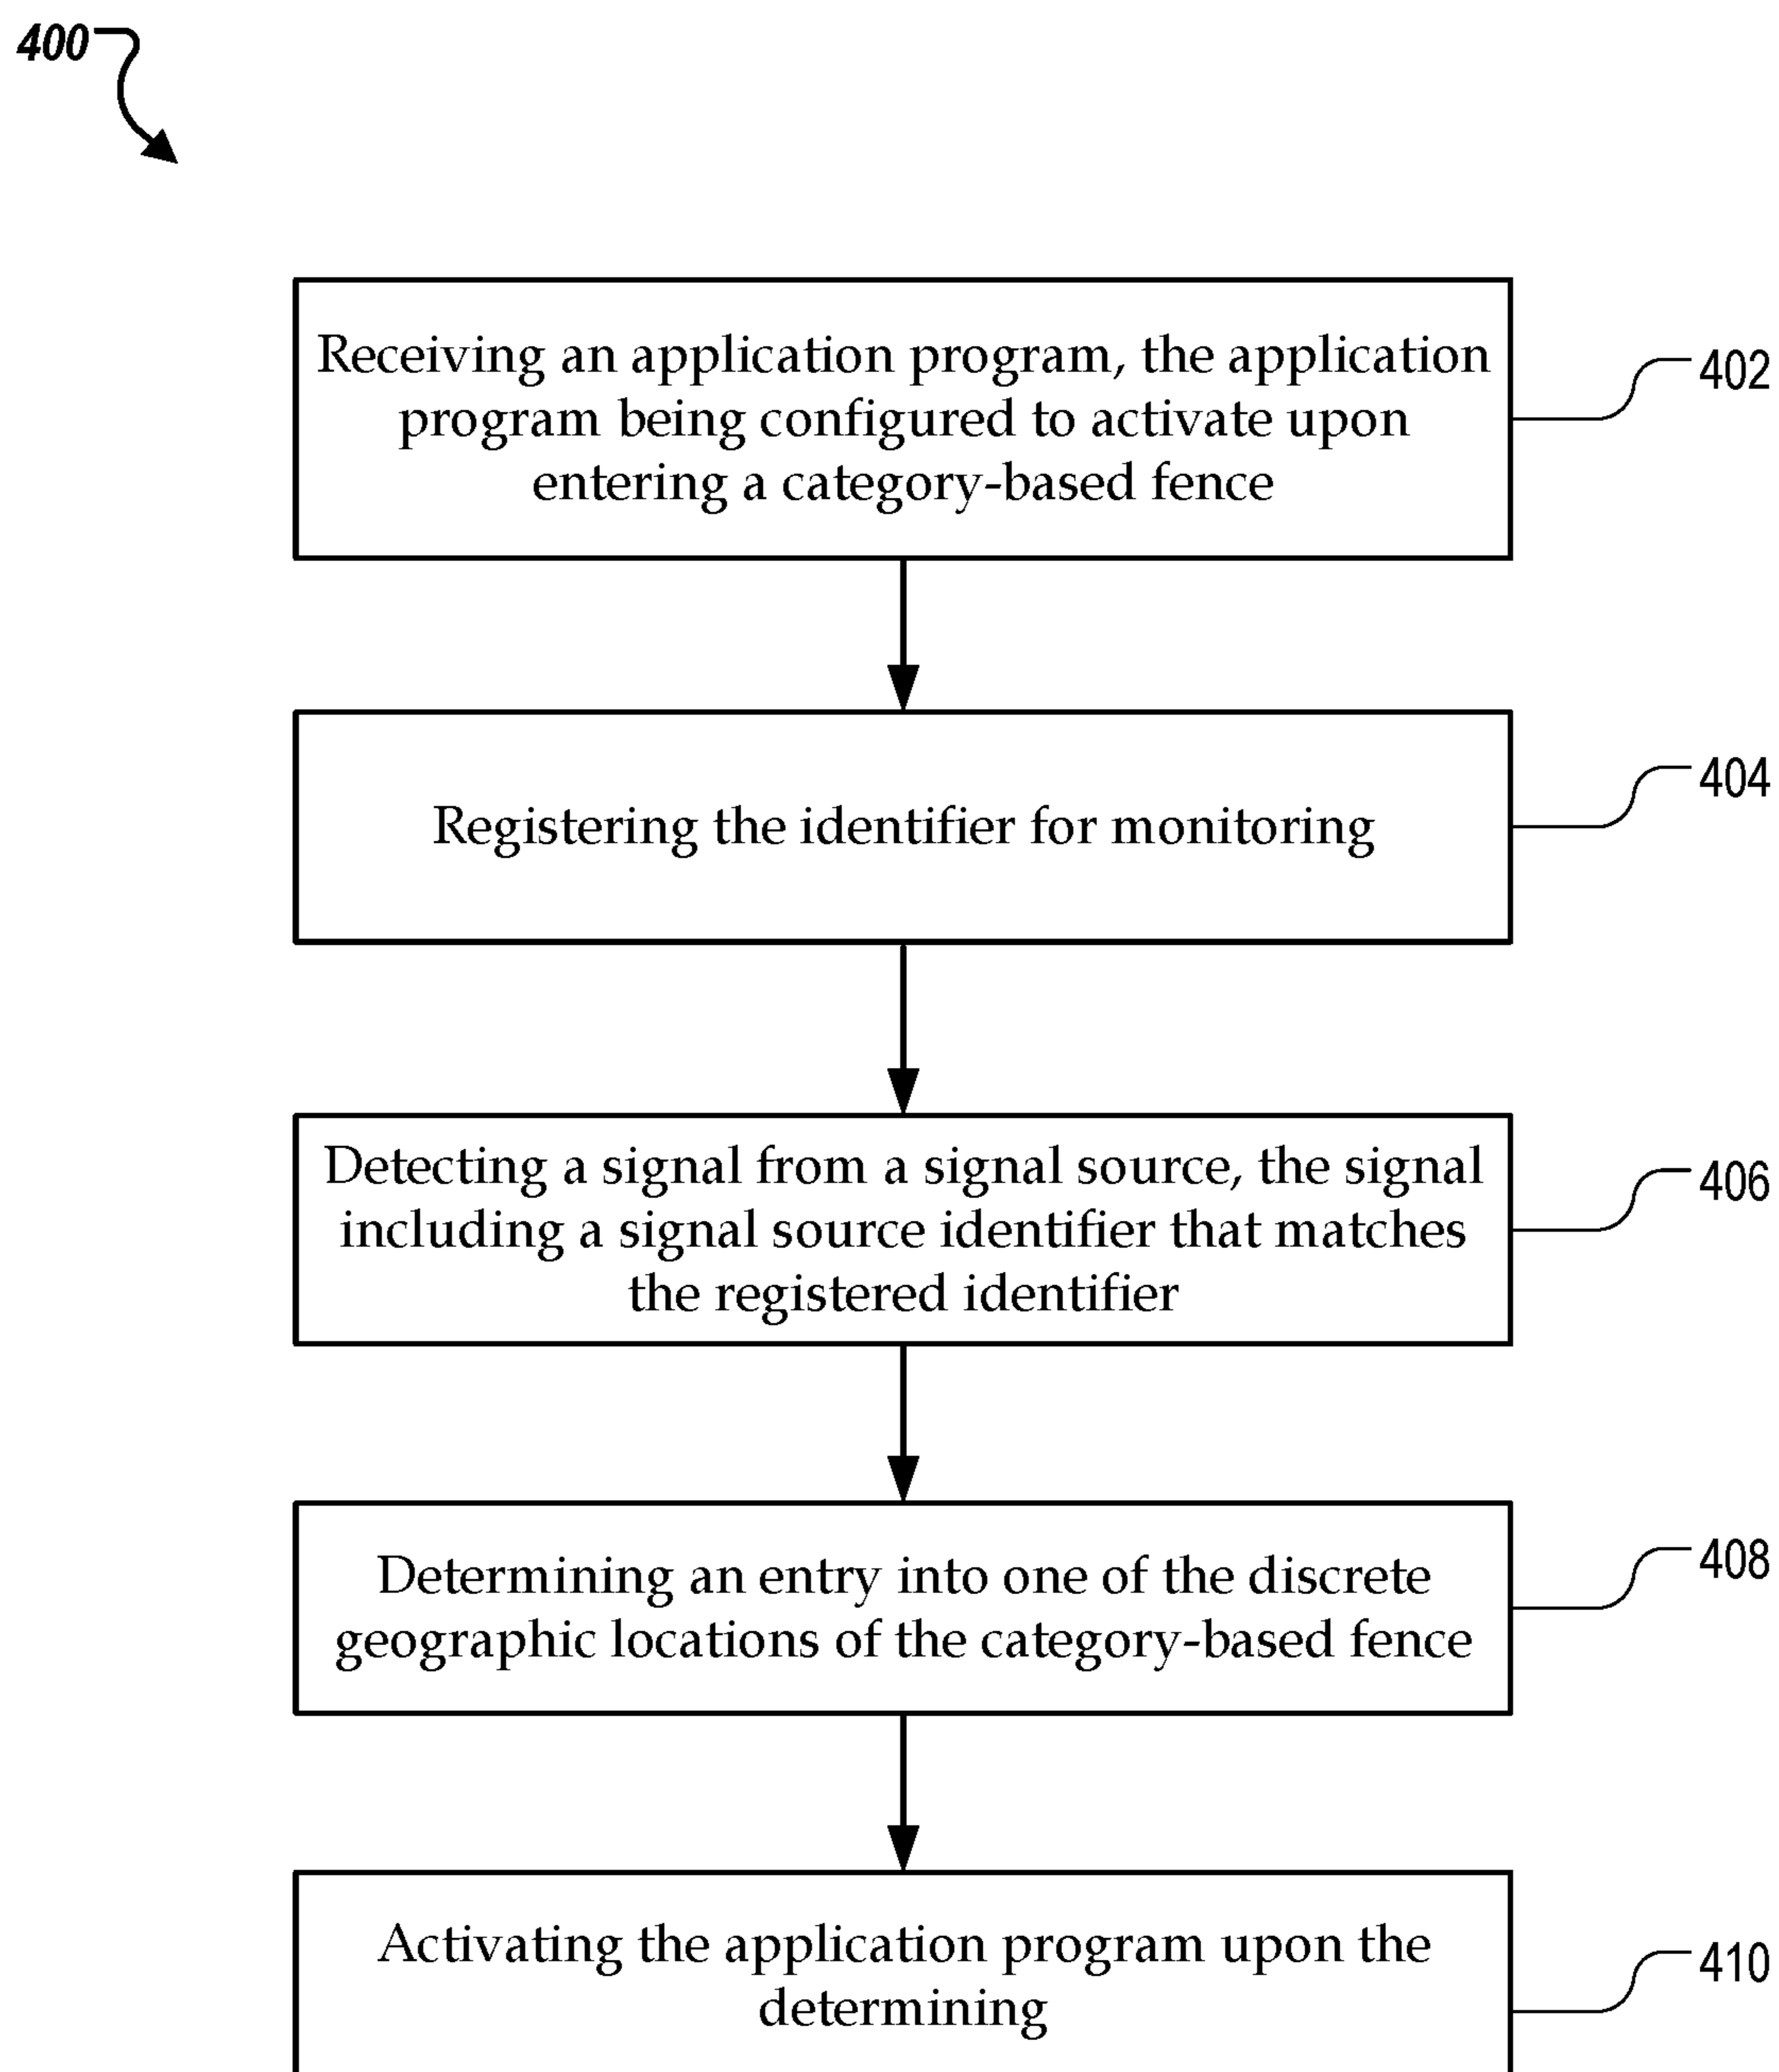 400
Receiving an application program, the application
program being configured to activate upon
entering a category-based fence
402
Registering the identifier for monitoring
404
Detecting a signal from a signal source, the signal
including a signal source identifier that matches
the registered identifier
406
Determining an entry into one of the discrete
geographic locations of the category-based fence
408
Activating the application program upon the
determining
410